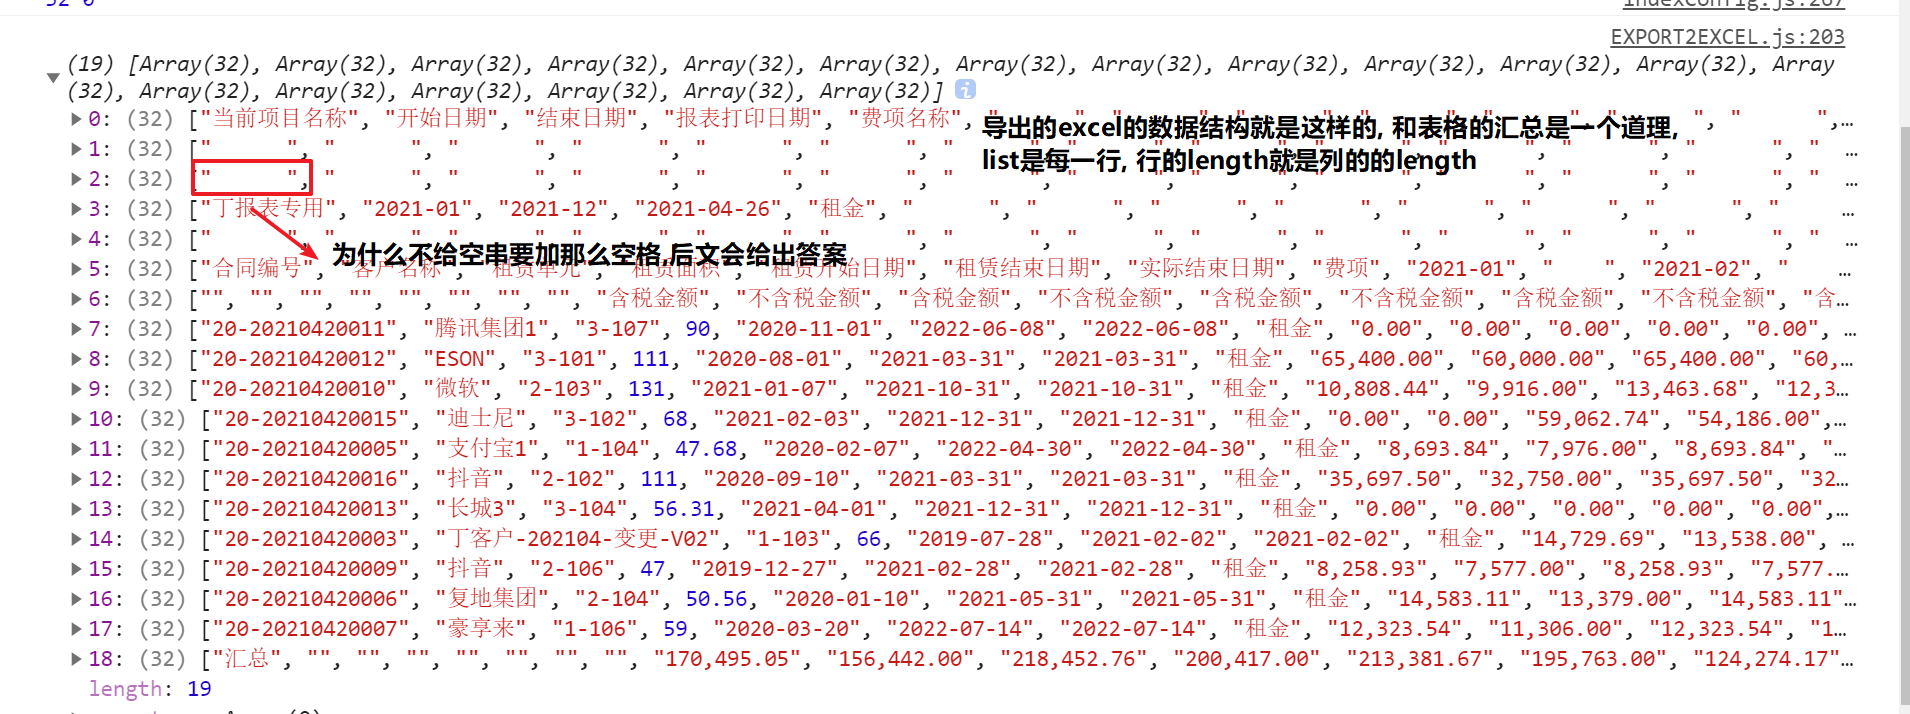 52 0
indexConfig.js:267
EXPORT2EXCEL.js:203
(19) [Array(32), Array(32), Array(32), Array(32), Array(32), Array(32), Array(32), Array(32), Array(32), Array(32), Array(32), Array(32), Array
(32), Array(32), Array(32), Array(32), Array(32), Array(32), Array(32)] i
0: (32) ["当前项目名称", "开始日期", "结束日期", "报表打印日期", "费项名称", " ", " ", " ", " ", " ", " ", " ",…
导出的excel的数据结构就是这样的, 和表格的汇总是一个道理,
1: (32) [" ", " ", " ", " ", " ", " ", " ", " ", " ", " ", " ", " ", " ", " …
list是每一行, 行的length就是列的的length
2: (32) [" ", " ", " ", " ", " ", " ", " ", " ", " ", " ", " ", " ", " ", " …
3: (32) ["丁报表专用", "2021-01", "2021-12", "2021-04-26", "租金", " ", " ", " ", " ", " ", " ", " ", " …
4: (32) [" ", " ", " ", " ", " ", " ", " ", " ", " ", " ", " ", " ", " ", " …
为什么不给空串要加那么空格,后文会给出答案
5: (32) ["合同编号", "客户名称", "租赁单元", "租赁面积", "租赁开始日期", "租赁结束日期", "实际结束日期", "费项", "2021-01", " ", "2021-02", " …
6: (32) ["", "", "", "", "", "", "", "", "含税金额", "不含税金额", "含税金额", "不含税金额", "含税金额", "不含税金额", "含税金额", "不含税金额", "含…
7: (32) ["20-20210420011", "腾讯集团1", "3-107", 90, "2020-11-01", "2022-06-08", "2022-06-08", "租金", "0.00", "0.00", "0.00", "0.00", "0.00", …
8: (32) ["20-20210420012", "ESON", "3-101", 111, "2020-08-01", "2021-03-31", "2021-03-31", "租金", "65,400.00", "60,000.00", "65,400.00", "60,…
9: (32) ["20-20210420010", "微软", "2-103", 131, "2021-01-07", "2021-10-31", "2021-10-31", "租金", "10,808.44", "9,916.00", "13,463.68", "12,3…
10: (32) ["20-20210420015", "迪士尼", "3-102", 68, "2021-02-03", "2021-12-31", "2021-12-31", "租金", "0.00", "0.00", "59,062.74", "54,186.00",…
11: (32) ["20-20210420005", "支付宝1", "1-104", 47.68, "2020-02-07", "2022-04-30", "2022-04-30", "租金", "8,693.84", "7,976.00", "8,693.84", "…
12: (32) ["20-20210420016", "抖音", "2-102", 111, "2020-09-10", "2021-03-31", "2021-03-31", "租金", "35,697.50", "32,750.00", "35,697.50", "32…
13: (32) ["20-20210420013", "长城3", "3-104", 56.31, "2021-04-01", "2021-12-31", "2021-12-31", "租金", "0.00", "0.00", "0.00", "0.00", "0.00",…
14: (32) ["20-20210420003", "丁客户-202104-变更-V02", "1-103", 66, "2019-07-28", "2021-02-02", "2021-02-02", "租金", "14,729.69", "13,538.00", …
15: (32) ["20-20210420009", "抖音", "2-106", 47, "2019-12-27", "2021-02-28", "2021-02-28", "租金", "8,258.93", "7,577.00", "8,258.93", "7,577.…
16: (32) ["20-20210420006", "复地集团", "2-104", 50.56, "2020-01-10", "2021-05-31", "2021-05-31", "租金", "14,583.11", "13,379.00", "14,583.11"…
17: (32) ["20-20210420007", "豪享来", "1-106", 59, "2020-03-20", "2022-07-14", "2022-07-14", "租金", "12,323.54", "11,306.00", "12,323.54", "1…
18: (32) ["汇总", "", "", "", "", "", "", "", "170,495.05", "156,442.00", "218,452.76", "200,417.00", "213,381.67", "195,763.00", "124,274.17"…
length: 19